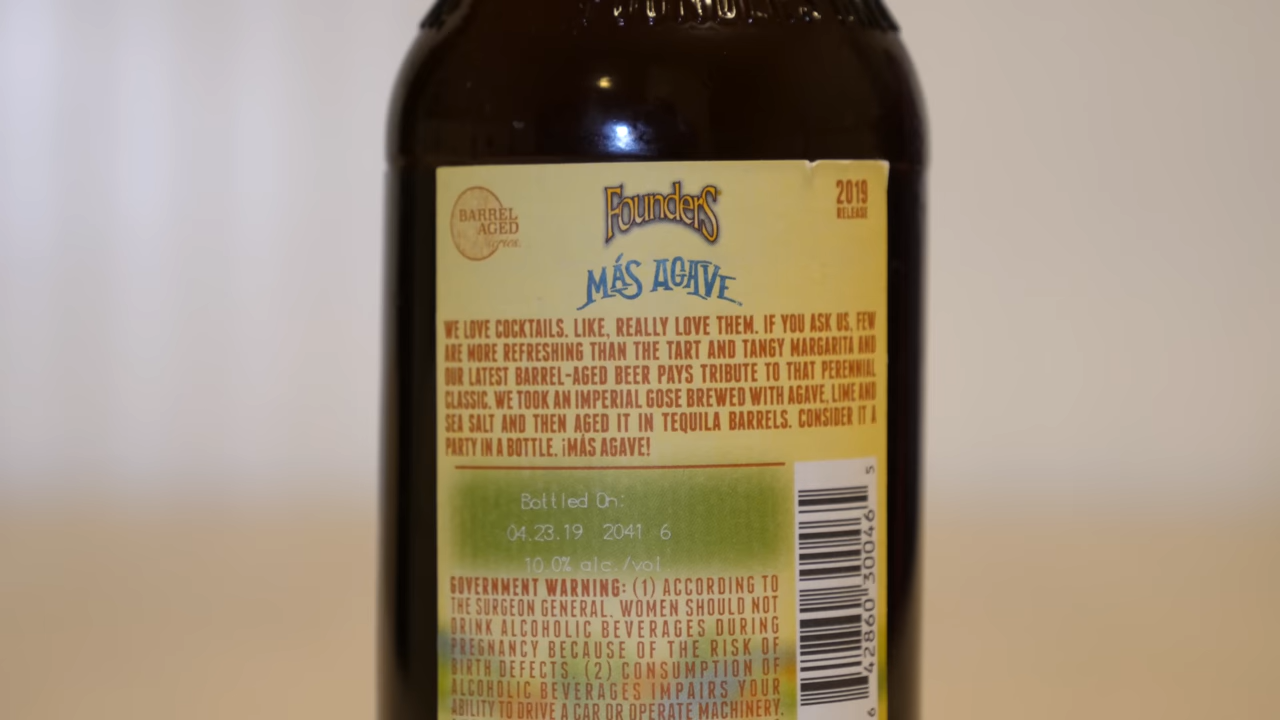 BARREL
AGED
series.
Founders
2019
RELEASE
MÁS AGAVE
WE LOVE COCKTAILS. LIKE, REALLY LOVE THEM. IF YOU ASK US, FEW
ARE MORE REFRESHING THAN THE TART AND TANGY MARGARITA AND
OUR LATEST BARREL-AGED BEER PAYS TRIBUTE TO THAT PERENNIAL
CLASSIC. WE TOOK AN IMPERIAL GOSE BREWED WITH AGAVE, LIME AND
SEA SALT AND THEN AGED IT IN TEQUILA BARRELS. CONSIDER IT A
PARTY IN A BOTTLE. ¡MÁS AGAVE!
Bottled On:
04.23.19 2041 6
10.0% alc./vol.
GOVERNMENT WARNING: (1) ACCORDING TO
THE SURGEON GENERAL, WOMEN SHOULD NOT
DRINK ALCOHOLIC BEVERAGES DURING
PREGNANCY BECAUSE OF THE RISK OF
BIRTH DEFECTS. (2) CONSUMPTION OF
ALCOHOLIC BEVERAGES IMPAIRS YOUR
ABILITY TO DRIVE A CAR OR OPERATE MACHINERY,
6 42860 30046 5